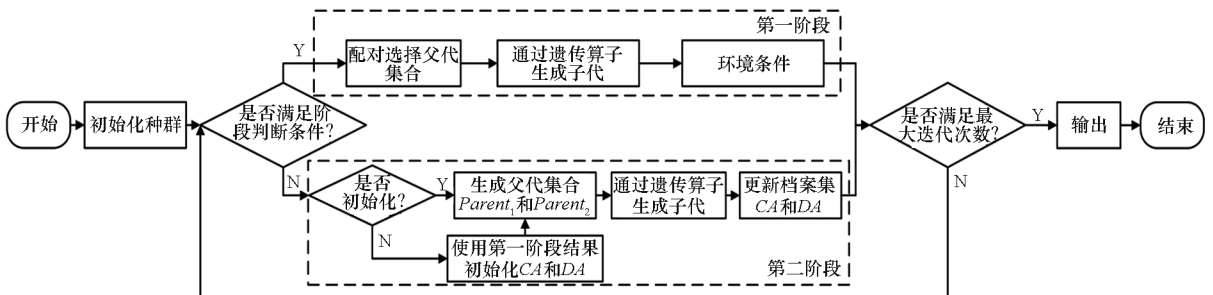 第一阶段
Y
配对选择父代
集合
通过遗传算子
生成子代
环境条件
开始
初始化种群
是否满足阶
段判断条件?
是否满足最
大迭代次数?
Y
输出
结束
N
N
是否
初始化?
Y
生成父代集合
Parent₁和Parent₂
通过遗传算子
生成子代
更新档案集
CA和DA
N
使用第一阶段结果
初始化CA和DA
第二阶段